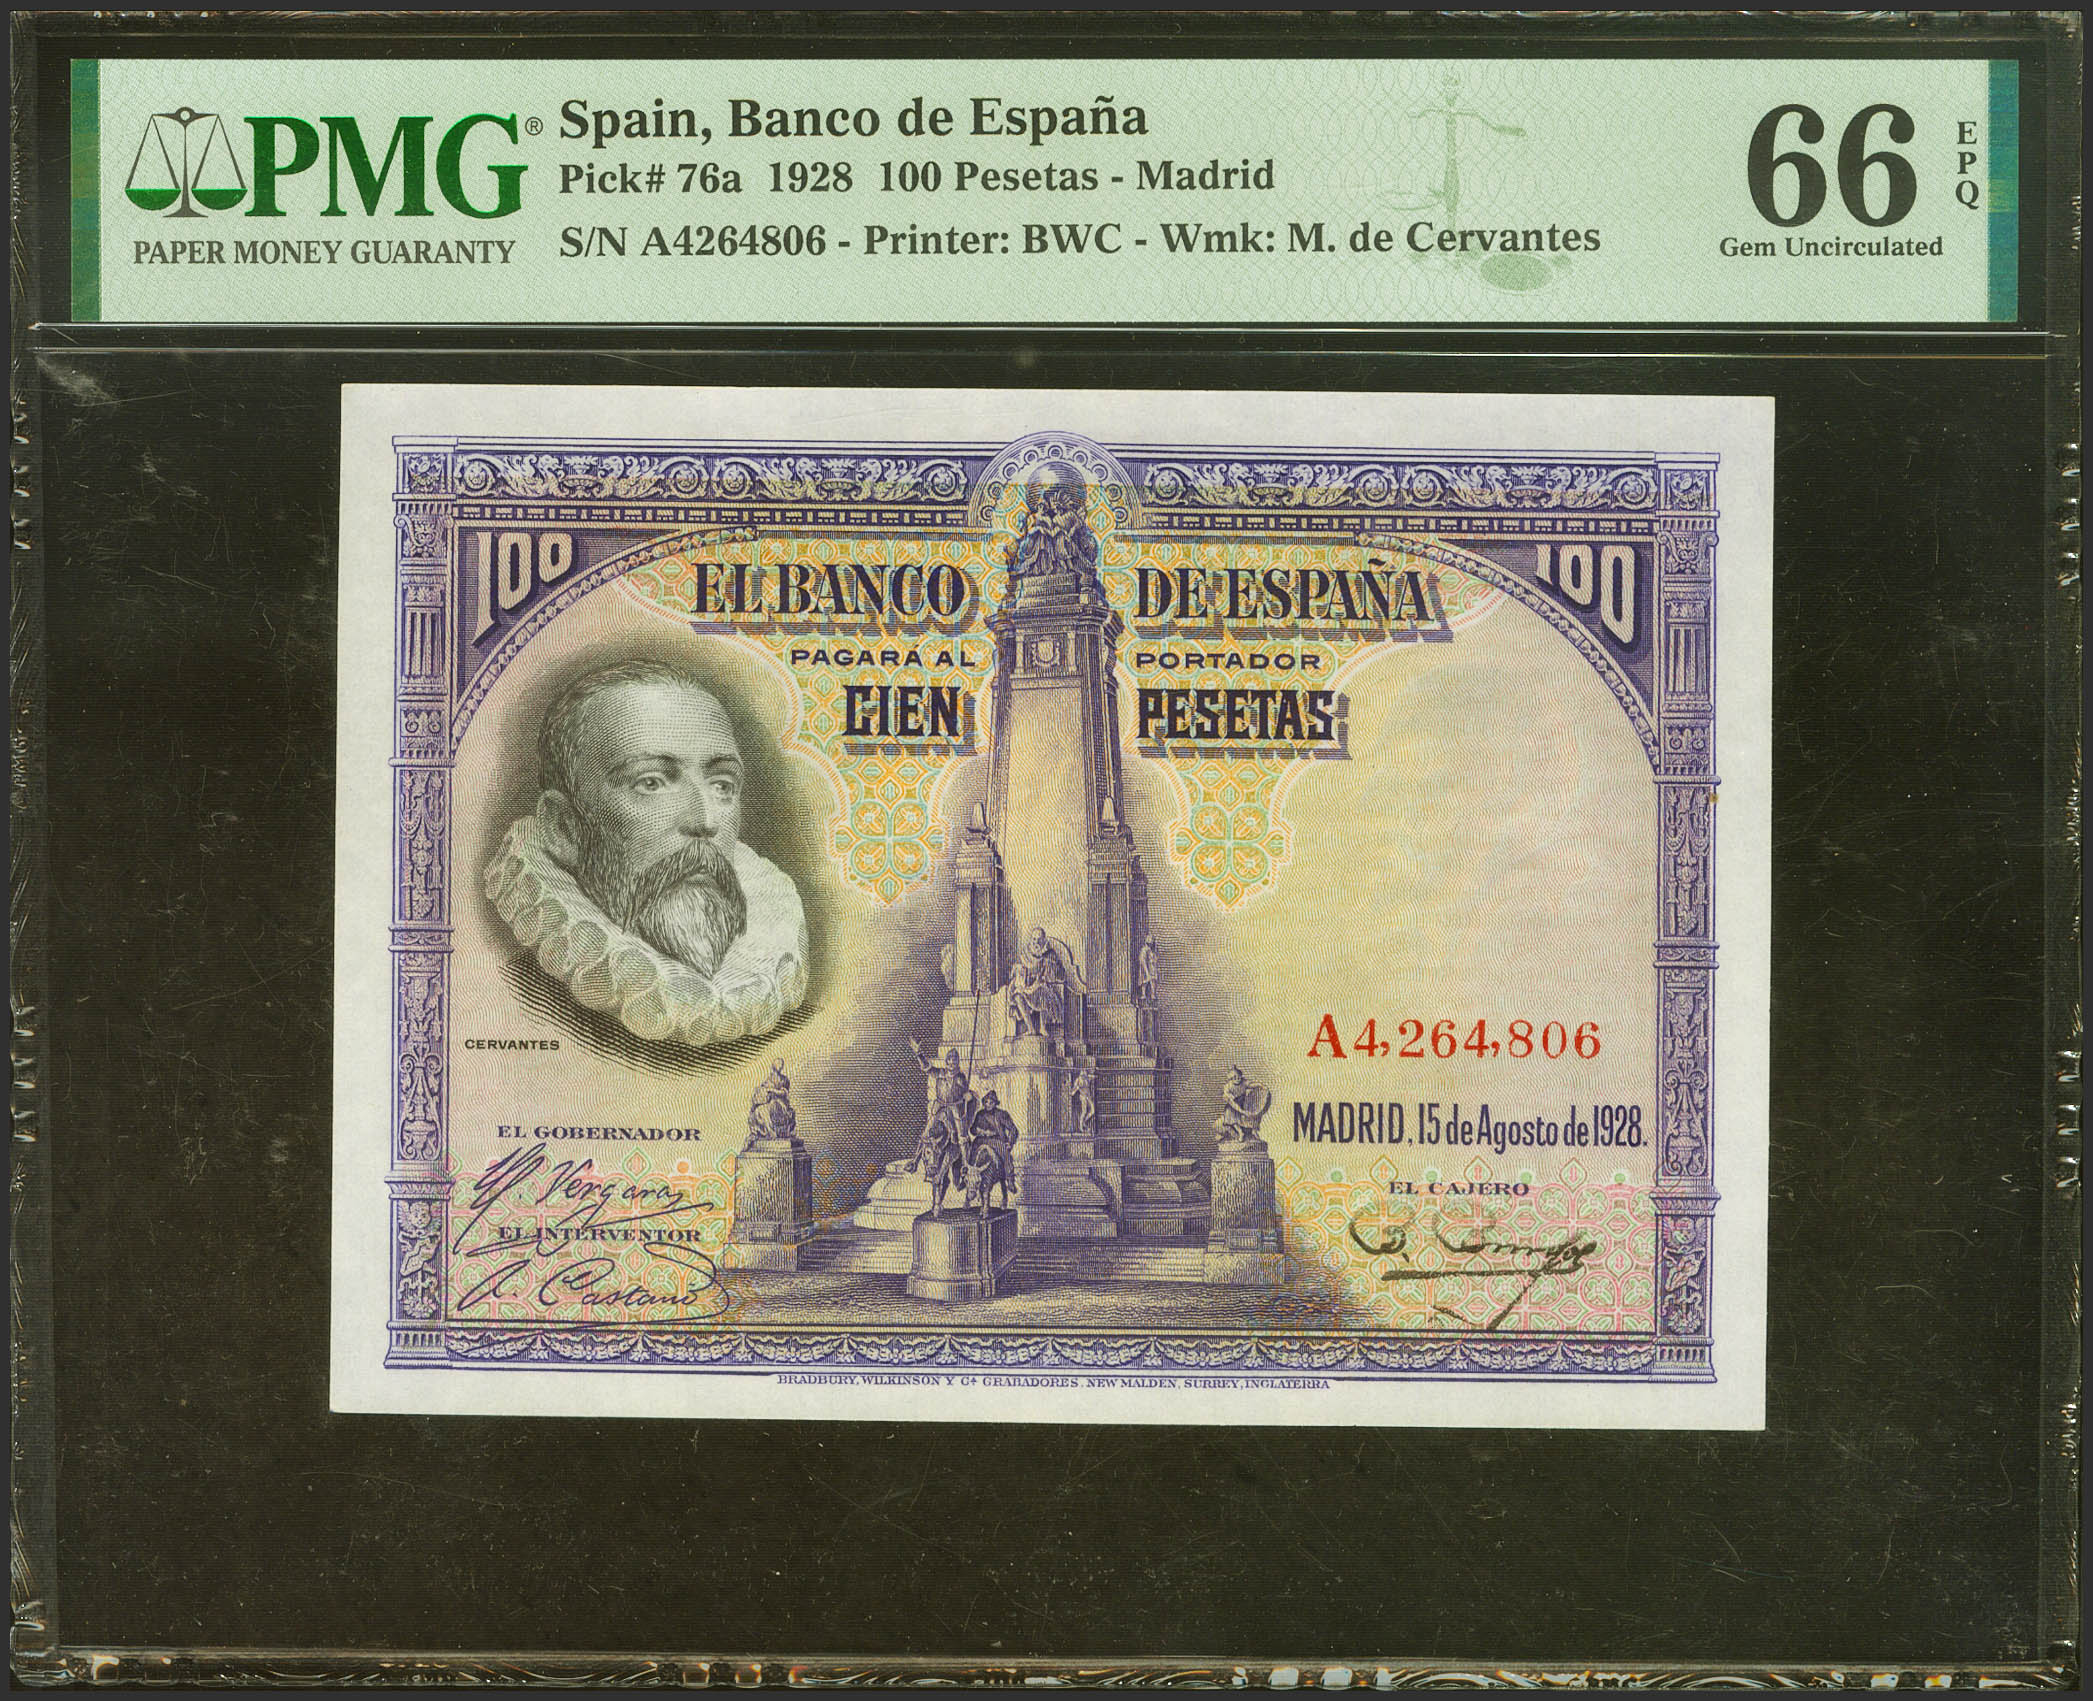 PMG®
PAPER MONEY GUARANTY
Spain, Banco de España
Pick# 76a 1928 100 Pesetas - Madrid
S/N A4264806 - Printer: BWC - Wmk: M. de Cervantes
66
EPQ
Gem Uncirculated
100
100
EL BANCO DE ESPAÑA
PAGARÁ AL PORTADOR
CIEN PESETAS
CERVANTES
A4,264,806
MADRID, 15 de Agosto de 1928.
EL GOBERNADOR
Vergara
EL CAJERO
EL INTERVENTOR
A. Castaño
BRADBURY, WILKINSON Y Cª GRABADORES. NEW MALDEN, SURREY, INGLATERRA